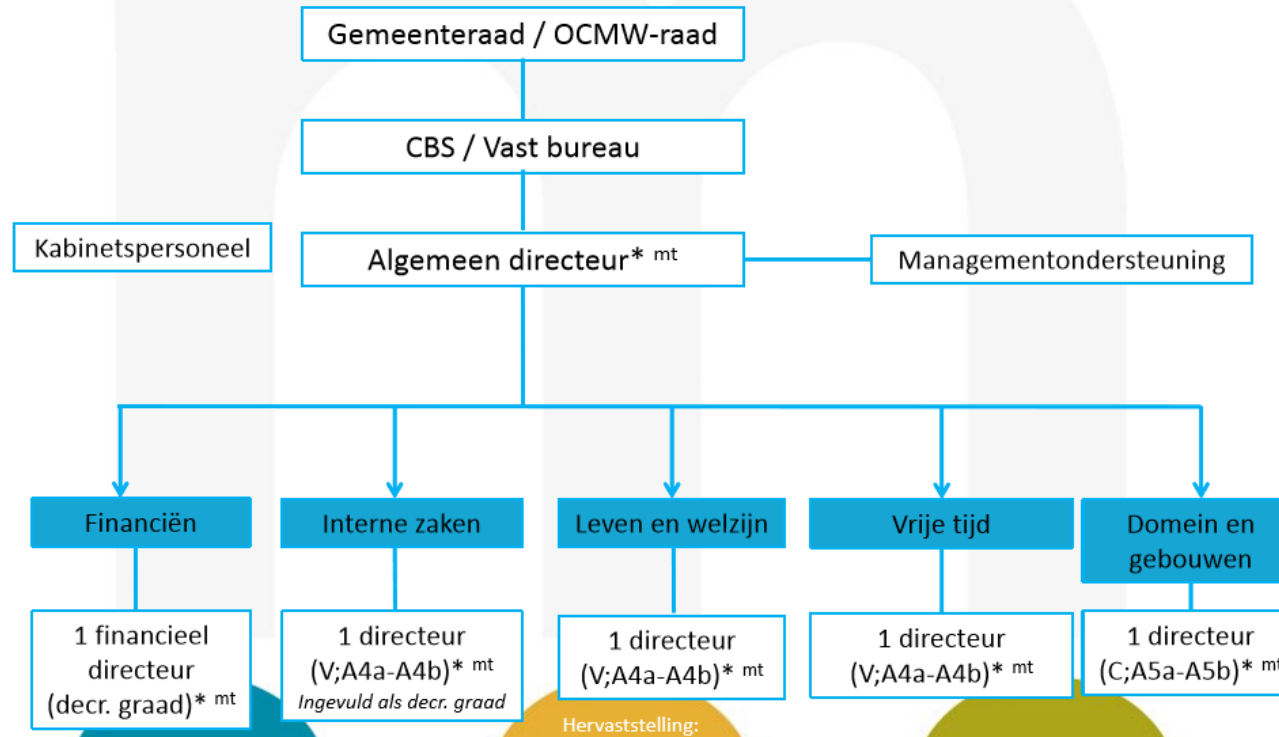 Gemeenteraad / OCMW-raad
CBS / Vast bureau
Kabinetspersoneel
Algemeen directeur* mt
Managementondersteuning
Financiën
Interne zaken
Leven en welzijn
Vrije tijd
Domein en
gebouwen
1 financieel
directeur
(decr. graad)* mt
1 directeur
(V;A4a-A4b)* mt
Ingevuld als decr. graad
1 directeur
(V;A4a-A4b)* mt
1 directeur
(V;A4a-A4b)* mt
1 directeur
(C;A5a-A5b)* mt
Hervaststelling: